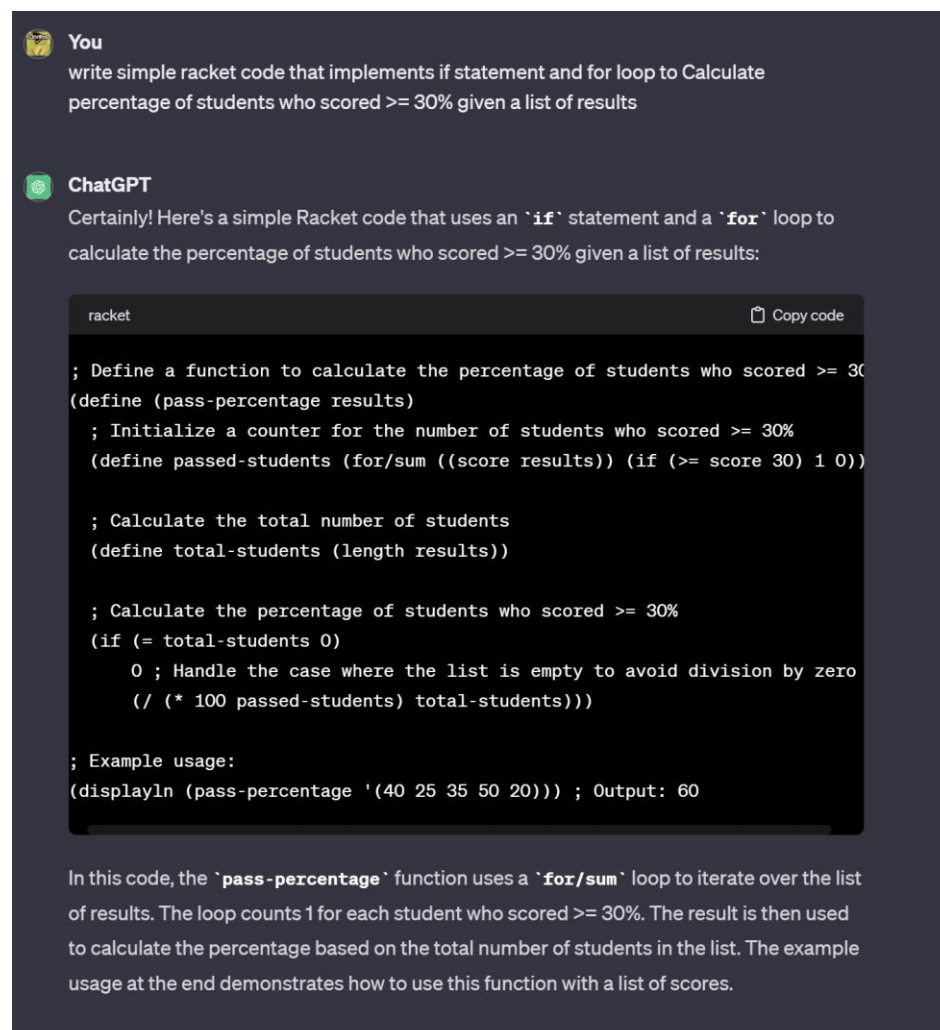 You
write simple racket code that implements if statement and for loop to Calculate
percentage of students who scored >= 30% given a list of results
ChatGPT
Certainly! Here's a simple Racket code that uses an `if` statement and a `for` loop to
calculate the percentage of students who scored >= 30% given a list of results:
racket
Copy code
; Define a function to calculate the percentage of students who scored >= 30
(define (pass-percentage results)
; Initialize a counter for the number of students who scored >= 30%
(define passed-students (for/sum ((score results)) (if (>= score 30) 1 0))
; Calculate the total number of students
(define total-students (length results))
; Calculate the percentage of students who scored >= 30%
(if (= total-students 0)
0 ; Handle the case where the list is empty to avoid division by zero
(/ (* 100 passed-students) total-students)))
; Example usage:
(displayln (pass-percentage '(40 25 35 50 20))) ; Output: 60
In this code, the `pass-percentage` function uses a `for/sum` loop to iterate over the list
of results. The loop counts 1 for each student who scored >= 30%. The result is then used
to calculate the percentage based on the total number of students in the list. The example
usage at the end demonstrates how to use this function with a list of scores.